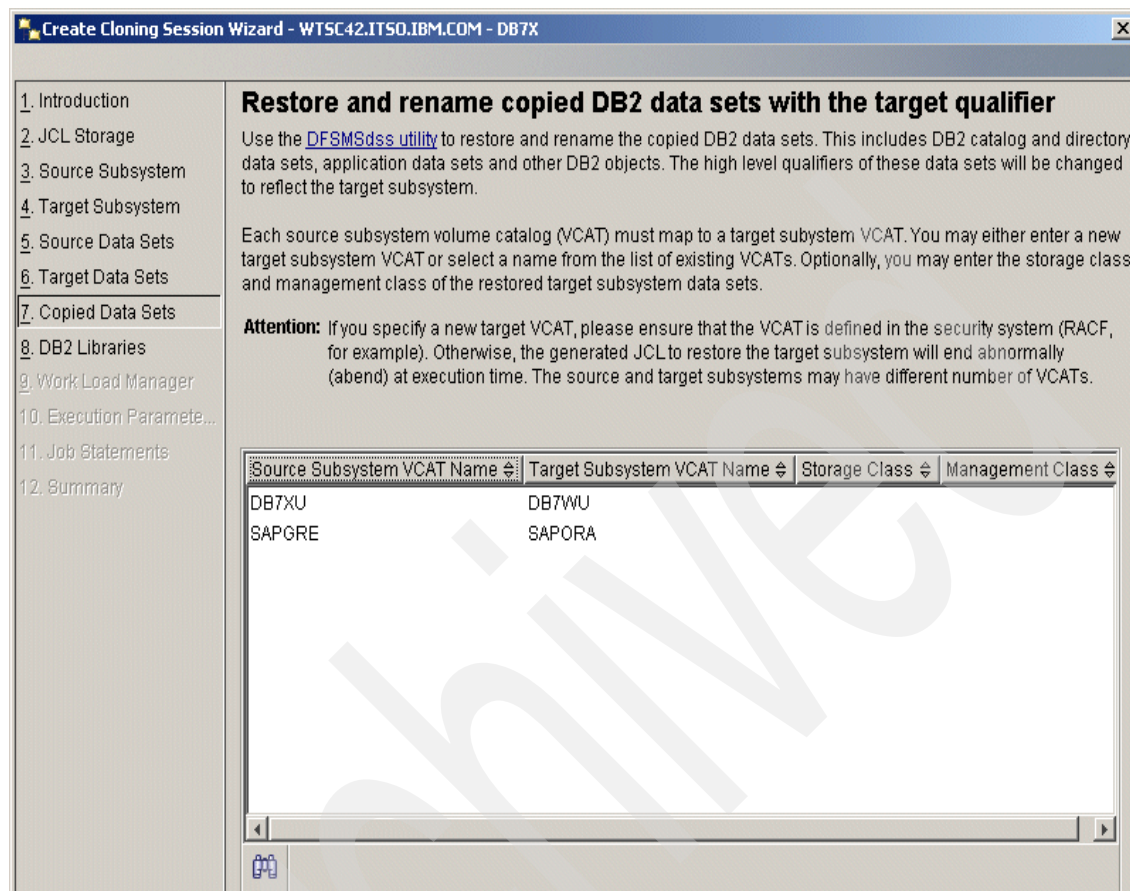 Create Cloning Session Wizard - WTSC42.ITSO.IBM.COM - DB7X
1. Introduction
2. JCL Storage
3. Source Subsystem
4. Target Subsystem
5. Source Data Sets
6. Target Data Sets
7. Copied Data Sets
8. DB2 Libraries
9. Work Load Manager
10. Execution Paramete...
11. Job Statements
12. Summary
Restore and rename copied DB2 data sets with the target qualifier
Use the DFSMSdss utility to restore and rename the copied DB2 data sets. This includes DB2 catalog and directory
data sets, application data sets and other DB2 objects. The high level qualifiers of these data sets will be changed
to reflect the target subsystem.
Each source subsystem volume catalog (VCAT) must map to a target subystem VCAT. You may either enter a new
target subsystem VCAT or select a name from the list of existing VCATs. Optionally, you may enter the storage class
and management class of the restored target subsystem data sets.
Attention: If you specify a new target VCAT, please ensure that the VCAT is defined in the security system (RACF,
for example). Otherwise, the generated JCL to restore the target subsystem will end abnormally
(abend) at execution time. The source and target subsystems may have different number of VCATs.
Source Subsystem VCAT Name Target Subsystem VCAT Name Storage Class Management Class
DB7XU DB7WU
SAPGRE SAPORA